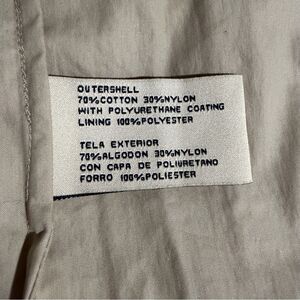 OUTERSHELL
70%COTTON 30%NYLON
WITH POLYURETHANE COATING
LINING 100%POLYESTER
TELA EXTERIOR
70%ALGODON 30%NYLON
CON CAPA DE POLIURETANO
FORRO 100%POLIESTER